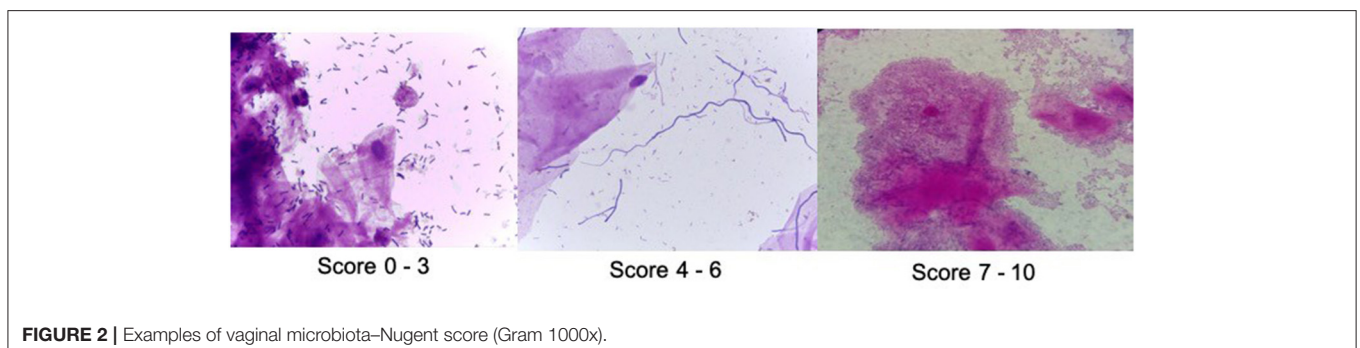 Score 0 - 3 Score 4 - 6 Score 7 - 10
FIGURE 2 | Examples of vaginal microbiota–Nugent score (Gram 1000x).